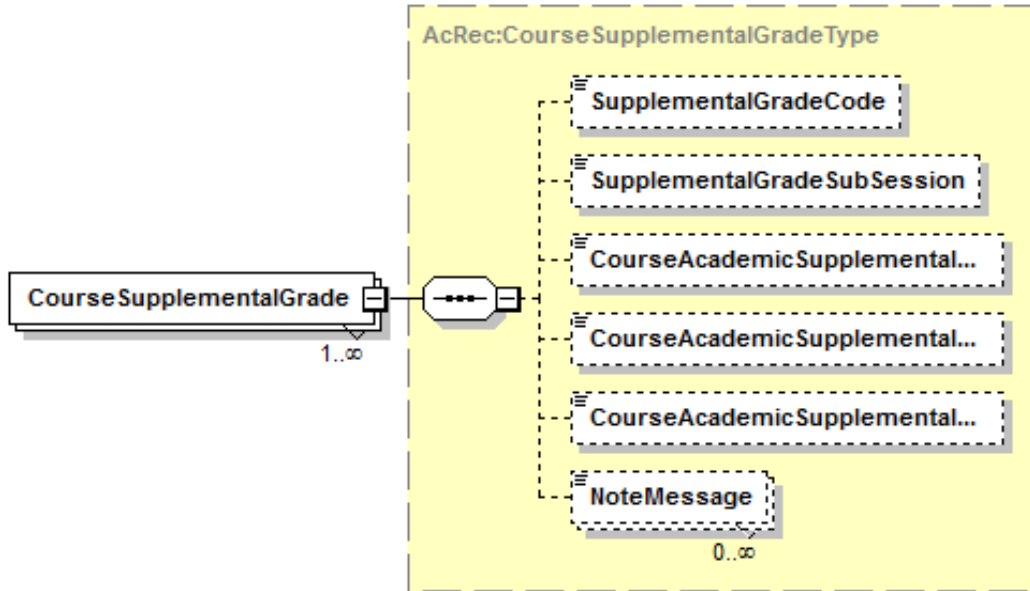 AcRec:CourseSupplementalGradeType
SupplementalGradeCode
SupplementalGradeSubSession
CourseAcademicSupplemental...
CourseSupplementalGrade
1..∞
CourseAcademicSupplemental...
CourseAcademicSupplemental...
NoteMessage
0..∞